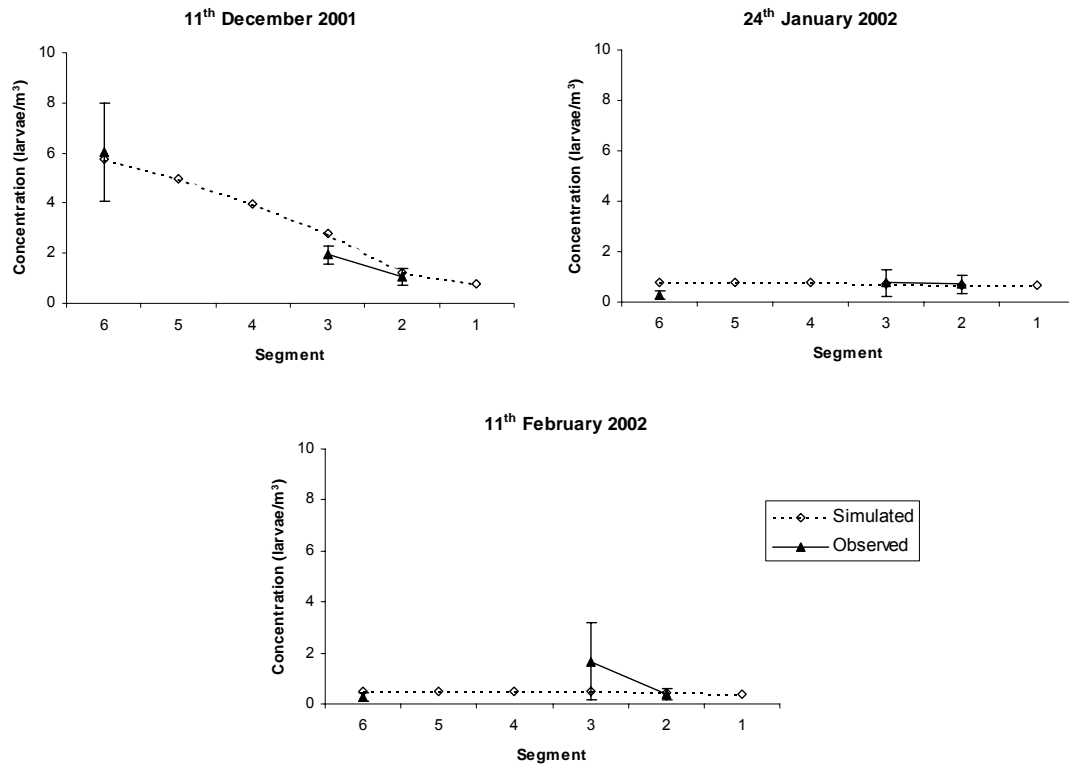 11th December 2001
Concentration (larvae/m³)
10
8
6
4
2
0
6 5 4 3 2 1
Segment
24th January 2002
Concentration (larvae/m³)
10
8
6
4
2
0
6 5 4 3 2 1
Segment
11th February 2002
Concentration (larvae/m³)
10
8
6
4
2
0
6 5 4 3 2 1
Segment
Simulated
Observed